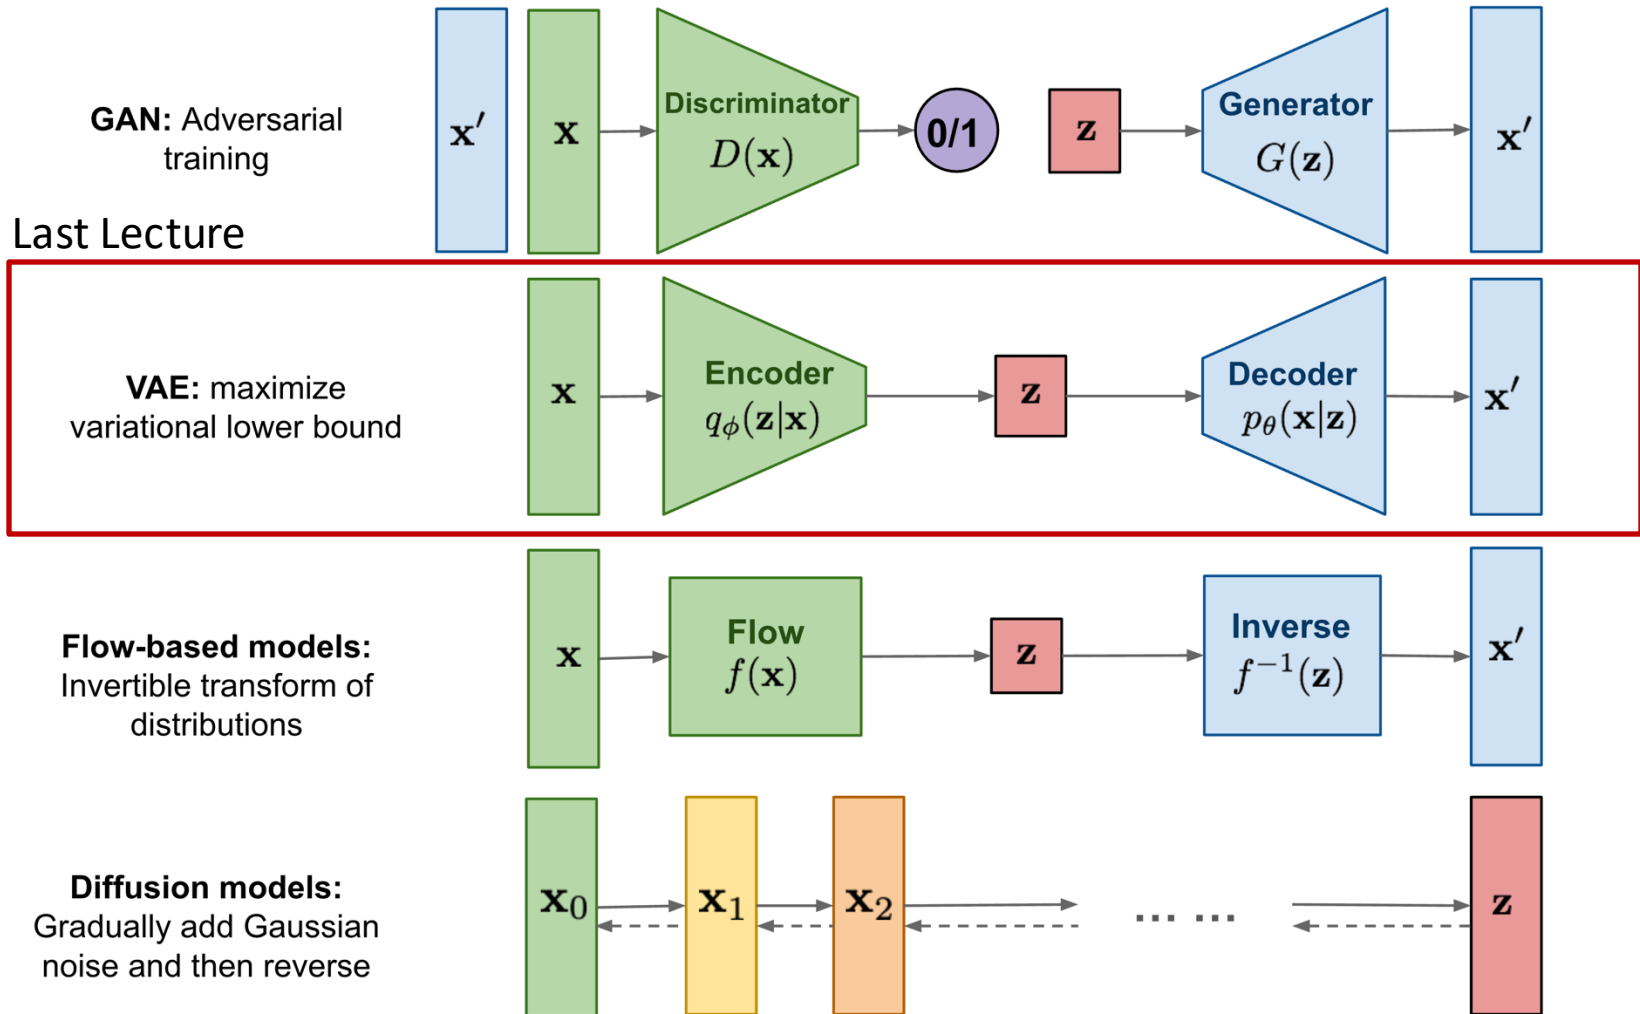 GAN: Adversarial
training
x′
x
Discriminator
D(x)
0/1
z
Generator
G(z)
x′
Last Lecture
VAE: maximize
variational lower bound
x
Encoder
qϕ(z|x)
z
Decoder
pθ(x|z)
x′
Flow-based models:
Invertible transform of
distributions
x
Flow
f(x)
z
Inverse
f⁻¹(z)
x′
Diffusion models:
Gradually add Gaussian
noise and then reverse
x₀
x₁
x₂
... ...
z